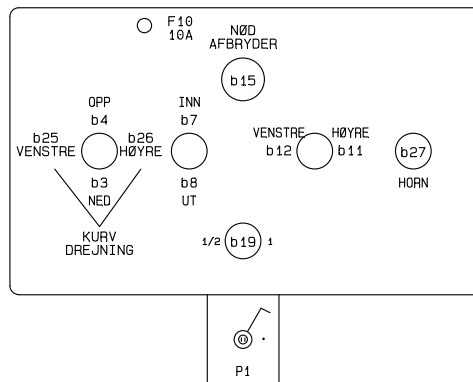 F10
10A
NØD
AFBRYDER
b15
OPP
b4
INN
b7
b25
VENSTRE
b26
HØYRE
VENSTRE
b12
HØYRE
b11
b27
b3
NED
b8
UT
HORN
KURV
DREJNING
1/2 b19 1
P1